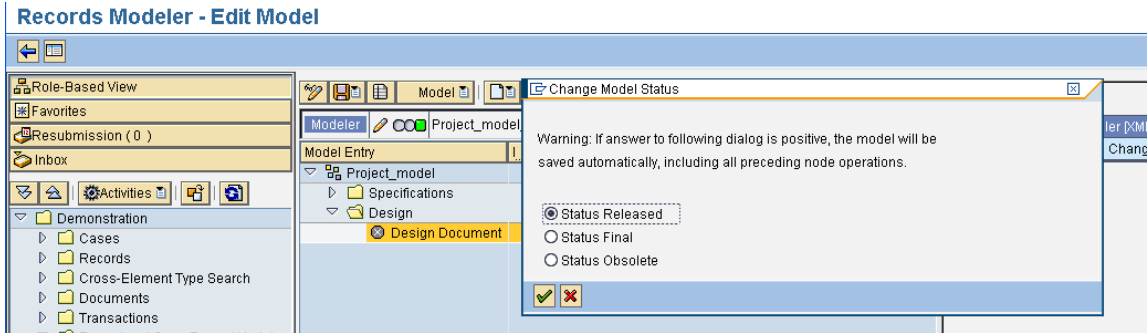 Records Modeler - Edit Model
Role-Based View
Favorites
Resubmission ( 0 )
Inbox
Activities
Demonstration
Cases
Records
Cross-Element Type Search
Documents
Transactions
Model
Modeler
Project_model
Model Entry
Project_model
Specifications
Design
Design Document
Change Model Status
Warning: If answer to following dialog is positive, the model will be
saved automatically, including all preceding node operations.
Status Released
Status Final
Status Obsolete
ler [XM
Chang